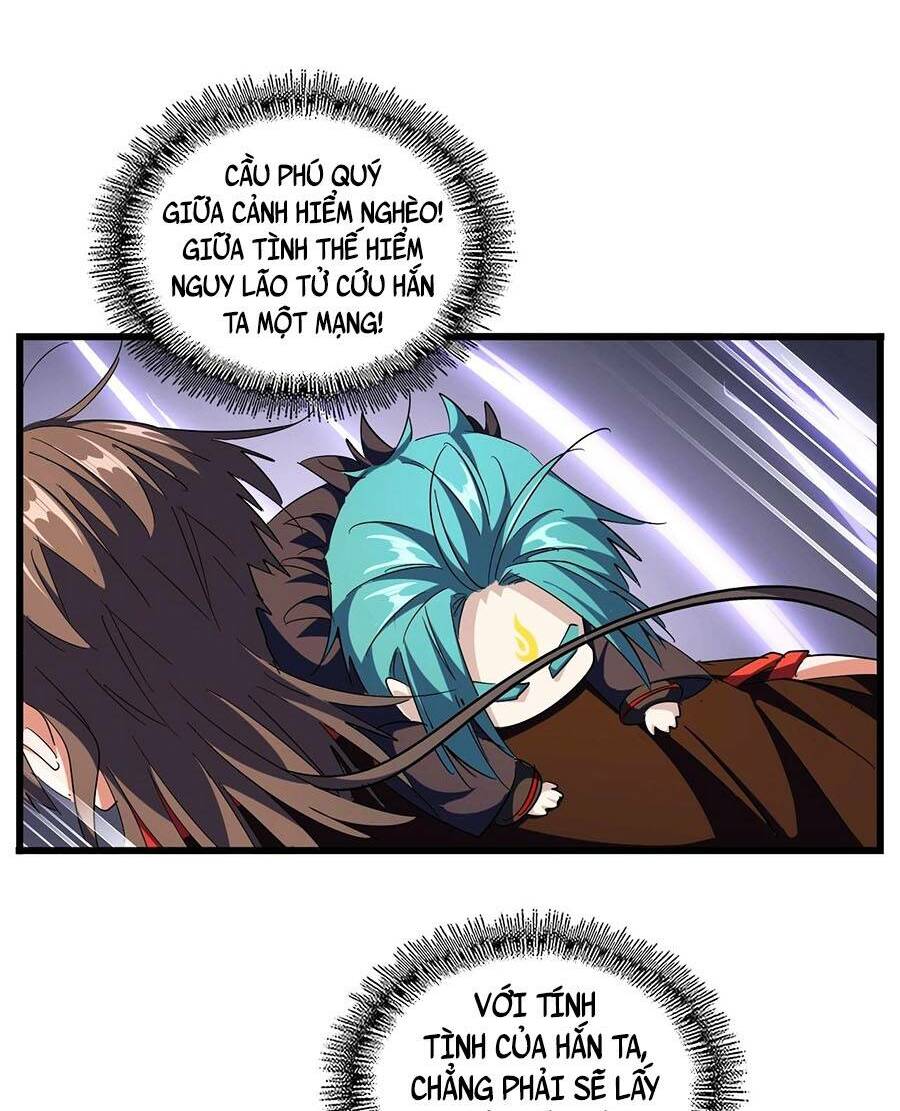 CẦU PHÚ QUÝ
GIỮA CẢNH HIỂM NGHÈO!
GIỮA TÌNH THẾ HIỂM
NGUY LÃO TỬ CỨU HẮN
TA MỘT MẠNG!
VỚI TÍNH
TÌNH CỦA HẮN TA,
CHẲNG PHẢI SẼ LẤY